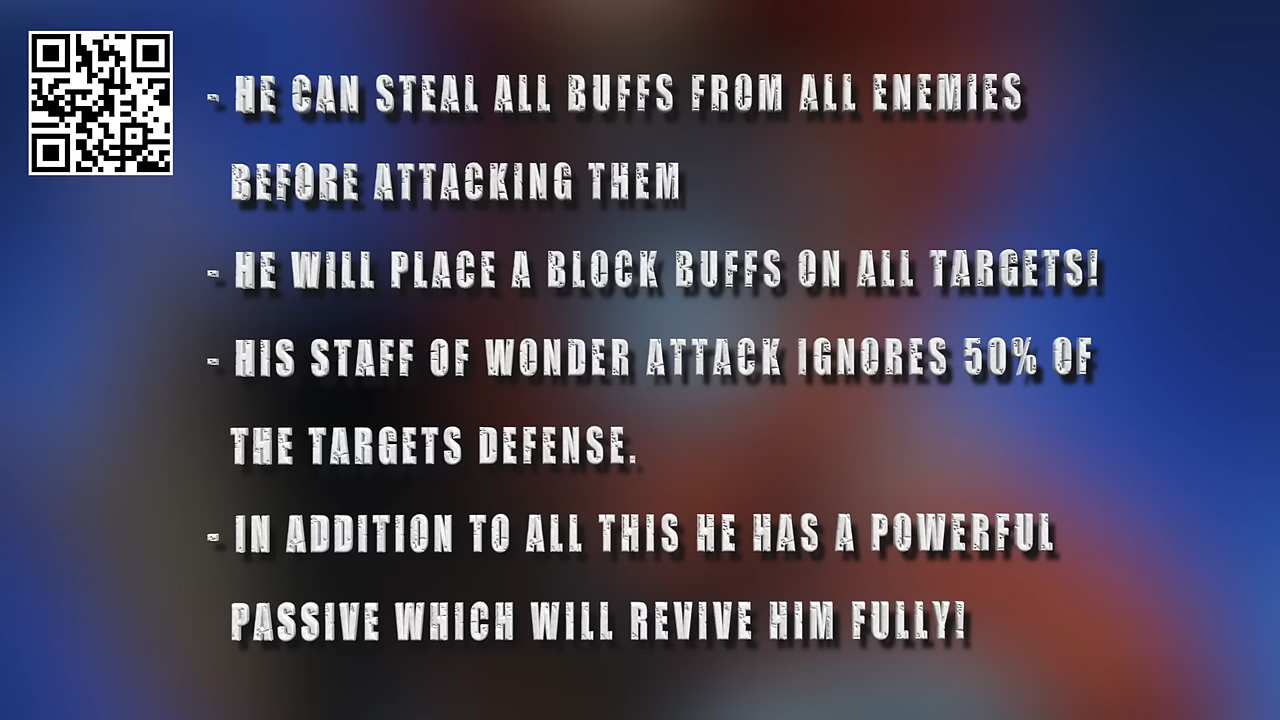 - HE CAN STEAL ALL BUFFS FROM ALL ENEMIES
BEFORE ATTACKING THEM
- HE WILL PLACE A BLOCK BUFFS ON ALL TARGETS!
- HIS STAFF OF WONDER ATTACK IGNORES 50% OF
THE TARGETS DEFENSE.
- IN ADDITION TO ALL THIS HE HAS A POWERFUL
PASSIVE WHICH WILL REVIVE HIM FULLY!